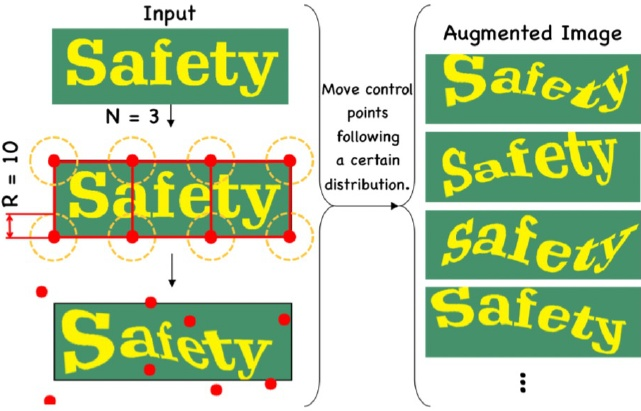 Input
Safety
N = 3
R = 10
Safety
Safety
Move control
points
following
a certain
distribution.
Augmented Image
Safety
Safety
Safety
Safety